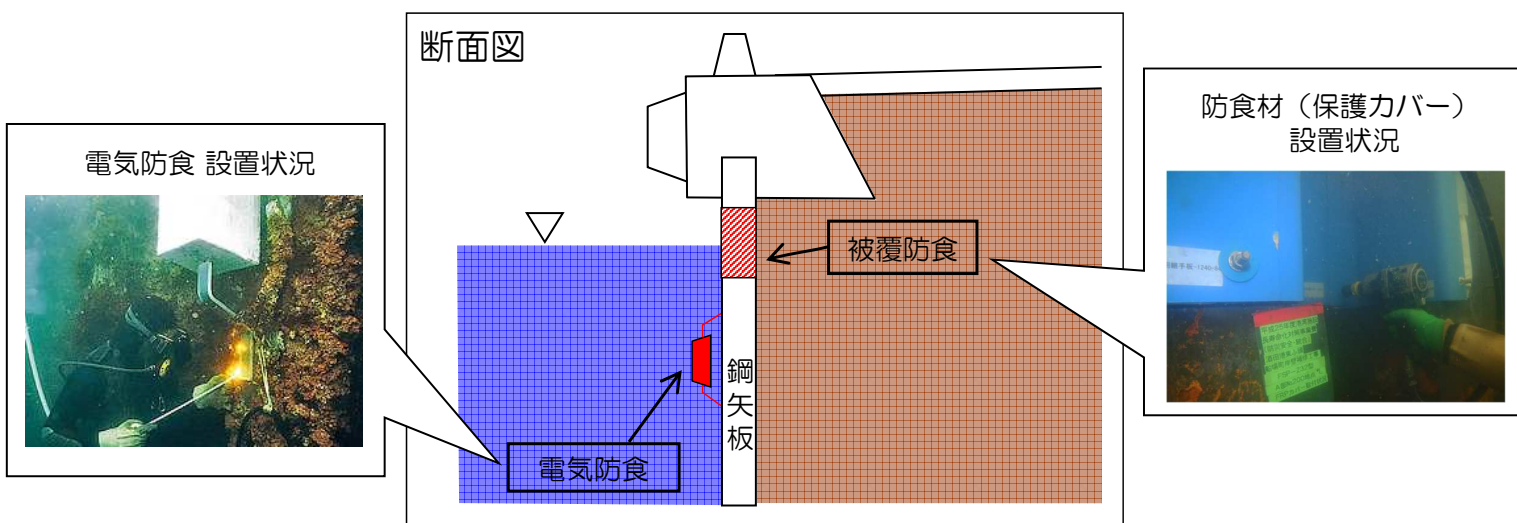 断面図
電気防食 設置状況
防食材（保護カバー）
設置状況
被覆防食
鋼矢板
電気防食